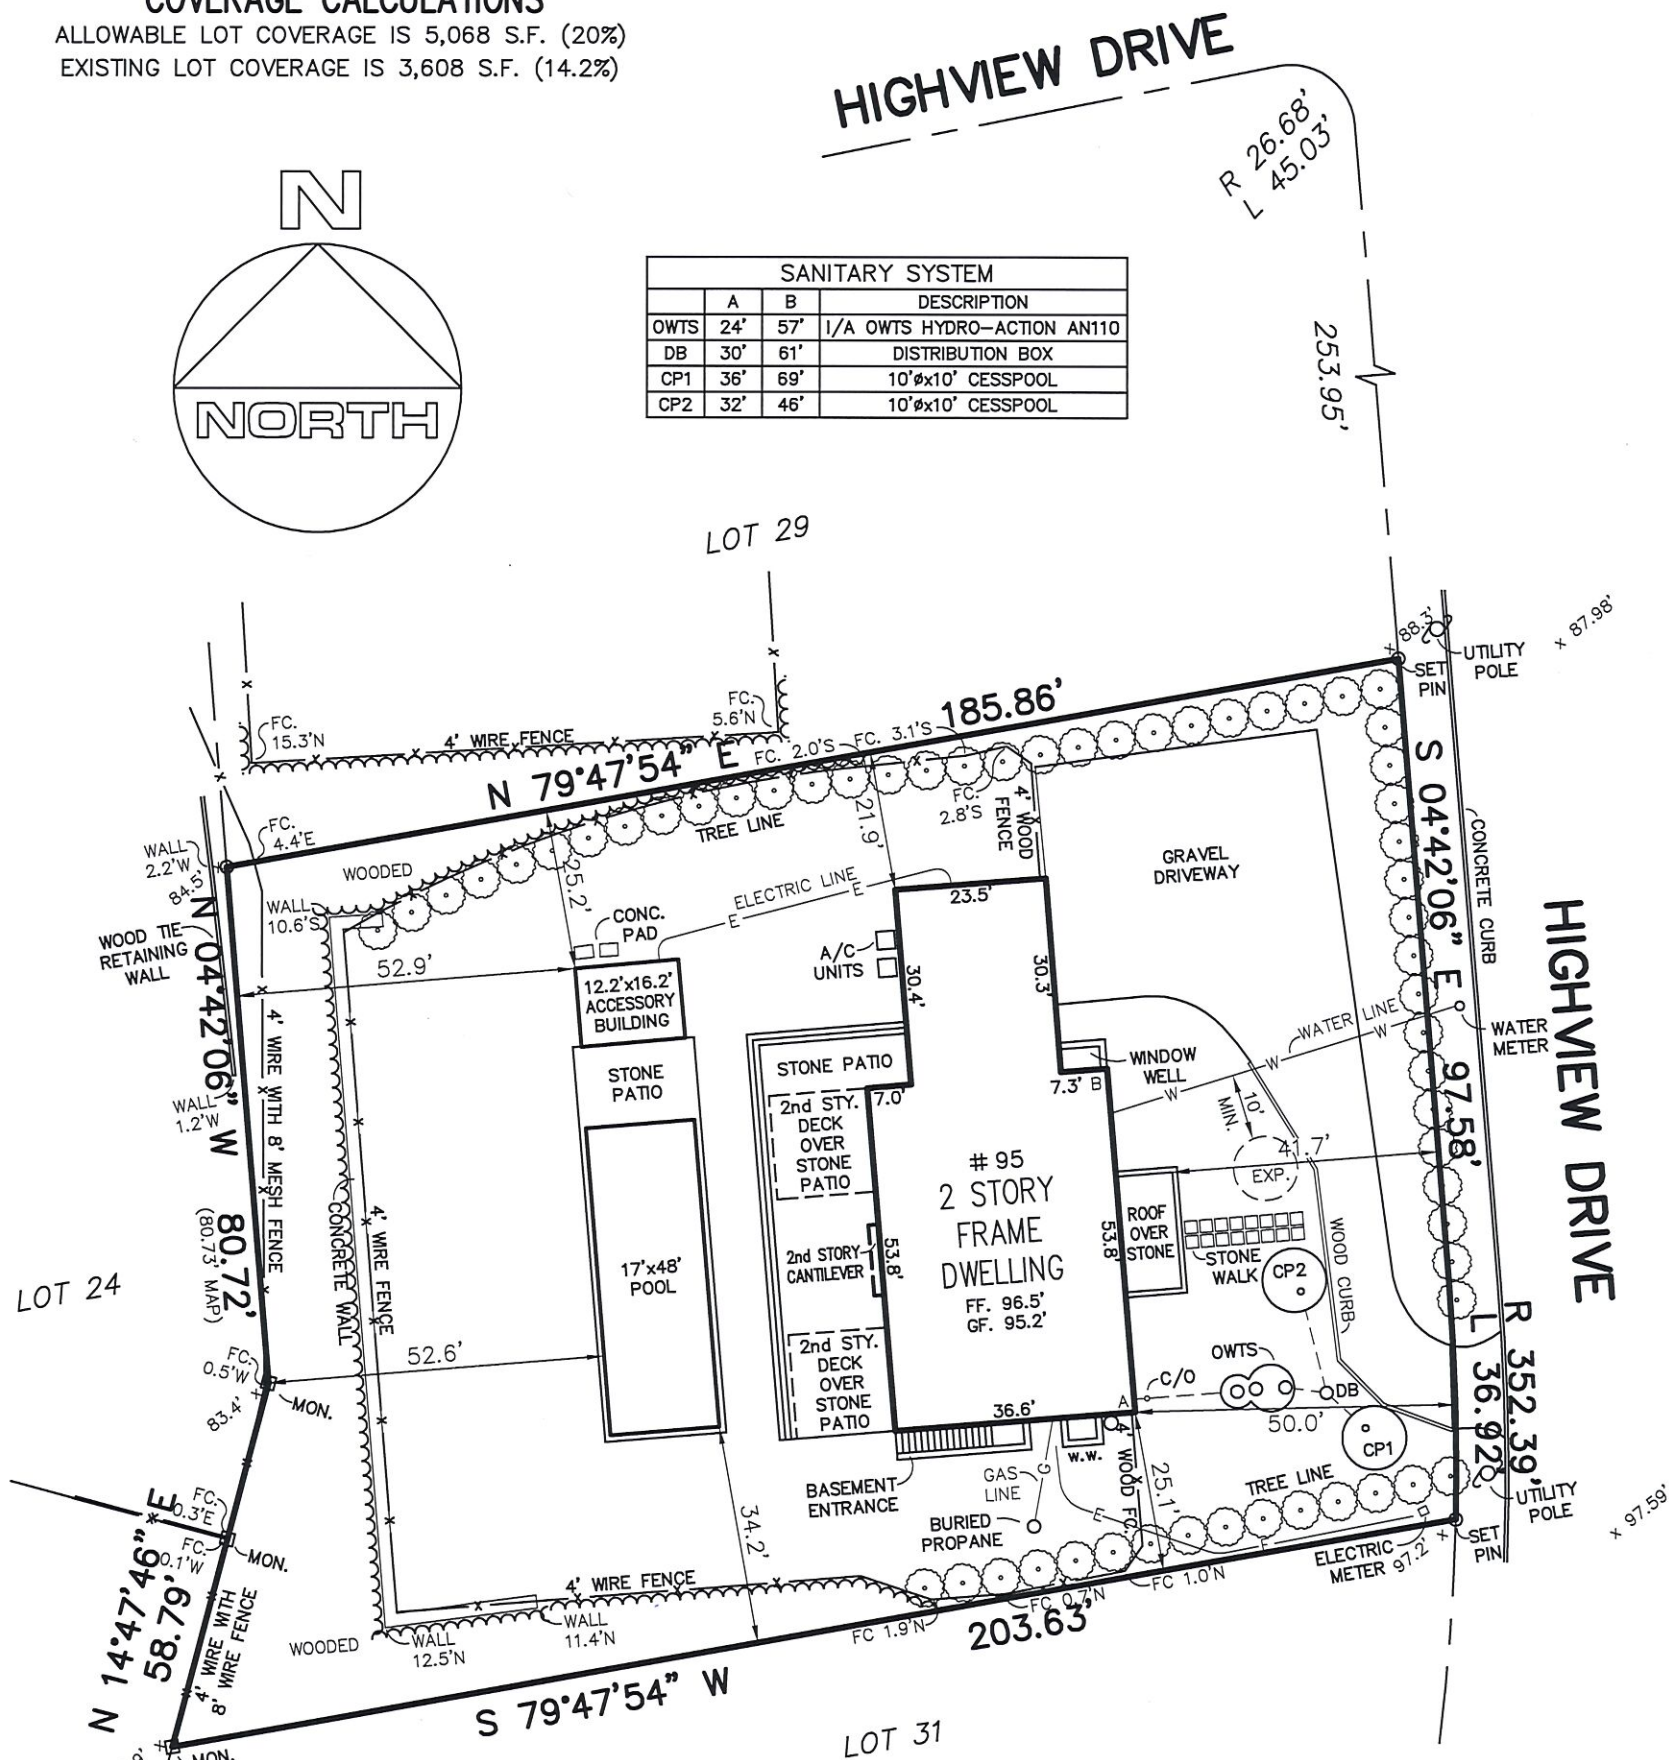 COVERAGE CALCULATIONS
ALLOWABLE LOT COVERAGE IS 5,068 S.F. (20%)
EXISTING LOT COVERAGE IS 3,608 S.F. (14.2%)
HIGHVIEW DRIVE
R 26.68'
L 45.03'
N
NORTH
SANITARY SYSTEM
A B DESCRIPTION
OWTS 24' 57' I/A OWTS HYDRO-ACTION AN110
DB 30' 61' DISTRIBUTION BOX
CP1 36' 69' 10'øx10' CESSPOOL
CP2 32' 46' 10'øx10' CESSPOOL
253.95'
LOT 29
88.3'
x 87.98'
UTILITY
POLE
SET
PIN
FC.
15.3'N
4' WIRE FENCE
FC.
5.6'N
185.86'
N 79°47'54" E
FC. 2.0'S
FC. 3.1'S
FC.
2.8'S
4' WOOD
FENCE
TREE LINE
21.9'
25.2'
WALL
2.2'W
84.5'
FC.
4.4'E
WOODED
WALL
10.6'S
WOOD TIE
RETAINING
WALL
N 04°42'06" W
80.72'
(80.73' MAP)
WALL
1.2'W
4' WIRE WITH 8' MESH FENCE
CONCRETE WALL
4' WIRE FENCE
52.9'
CONC.
PAD
ELECTRIC LINE
E
E
A/C
UNITS
12.2'x16.2'
ACCESSORY
BUILDING
STONE
PATIO
17'x48'
POOL
STONE PATIO
2nd STY.
DECK
OVER
STONE
PATIO
2nd STORY
CANTILEVER
2nd STY.
DECK
OVER
STONE
PATIO
23.5'
30.4'
30.3'
7.0'
7.3'
B
53.8'
53.8'
36.6'
A
# 95
2 STORY
FRAME
DWELLING
FF. 96.5'
GF. 95.2'
GRAVEL
DRIVEWAY
WINDOW
WELL
WATER LINE
W
W
W
10'
MIN.
41.7'
EXP.
ROOF
OVER
STONE
STONE
WALK
CP2
WOOD CURB
OWTS
C/O
DB
50.0'
CP1
S 04°42'06" E
97.58'
CONCRETE CURB
WATER
METER
HIGHVIEW DRIVE
R 352.39'
L 36.92'
UTILITY
POLE
x 97.59'
SET
PIN
97.2'
ELECTRIC
METER
TREE LINE
E
E
4' WOOD FC.
25.1'
W.W.
GAS
LINE
G
BURIED
PROPANE
BASEMENT
ENTRANCE
34.2'
52.6'
LOT 24
FC.
0.5'W
83.4'
MON.
FC.
0.3'E
FC.
0.1'W
MON.
N 14°47'46" E
58.79'
4' WIRE WITH
8' WIRE FENCE
WOODED
WALL
12.5'N
4' WIRE FENCE
WALL
11.4'N
FC 1.9'N
FC 0.7'N
FC 1.0'N
203.63'
S 79°47'54" W
LOT 31
MON.